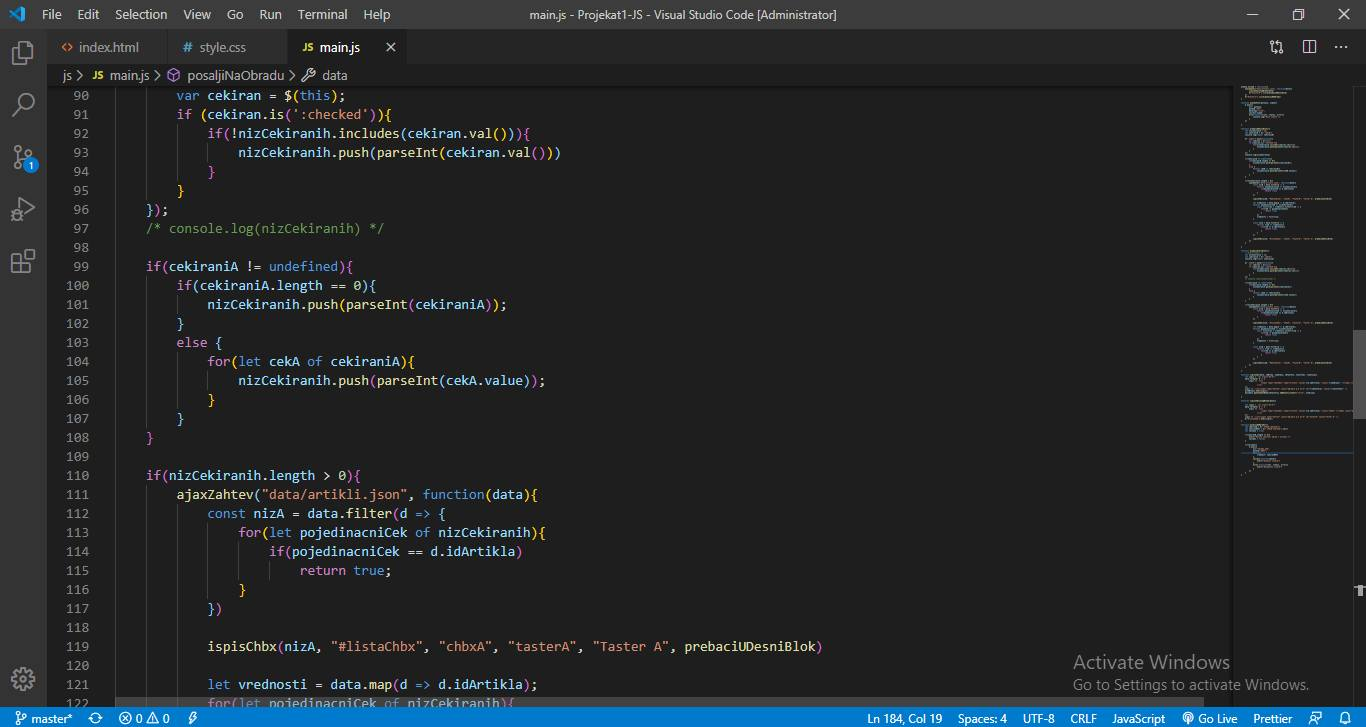 File Edit Selection View Go Run Terminal Help main.js - Projekat1-JS - Visual Studio Code [Administrator]
<> index.html # style.css JS main.js ×
js > JS main.js > posaljiNaObradu > data
90 var cekiran = $(this);
91 if (cekiran.is(':checked')){
92 if(!nizCekiranih.includes(cekiran.val())){
93 nizCekiranih.push(parseInt(cekiran.val()))
94 }
95 }
96 });
97 /* console.log(nizCekiranih) */
98
99 if(cekiraniA != undefined){
100 if(cekiraniA.length == 0){
101 nizCekiranih.push(parseInt(cekiraniA));
102 }
103 else {
104 for(let cekA of cekiraniA){
105 nizCekiranih.push(parseInt(cekA.value));
106 }
107 }
108 }
109
110 if(nizCekiranih.length > 0){
111 ajaxZahtev("data/artikli.json", function(data){
112 const nizA = data.filter(d => {
113 for(let pojedinacniCek of nizCekiranih){
114 if(pojedinacniCek == d.idArtikla)
115 return true;
116 }
117 })
118
119 ispisChbx(nizA, "#listaChbx", "chbxA", "tasterA", "Taster A", prebaciUDesniBlok)
120
121 let vrednosti = data.map(d => d.idArtikla);
122 for(let pojedinacniCek of nizCekiranih){
1
Activate Windows
Go to Settings to activate Windows.
master* 0 0 Ln 184, Col 19 Spaces: 4 UTF-8 CRLF JavaScript Go Live Prettier